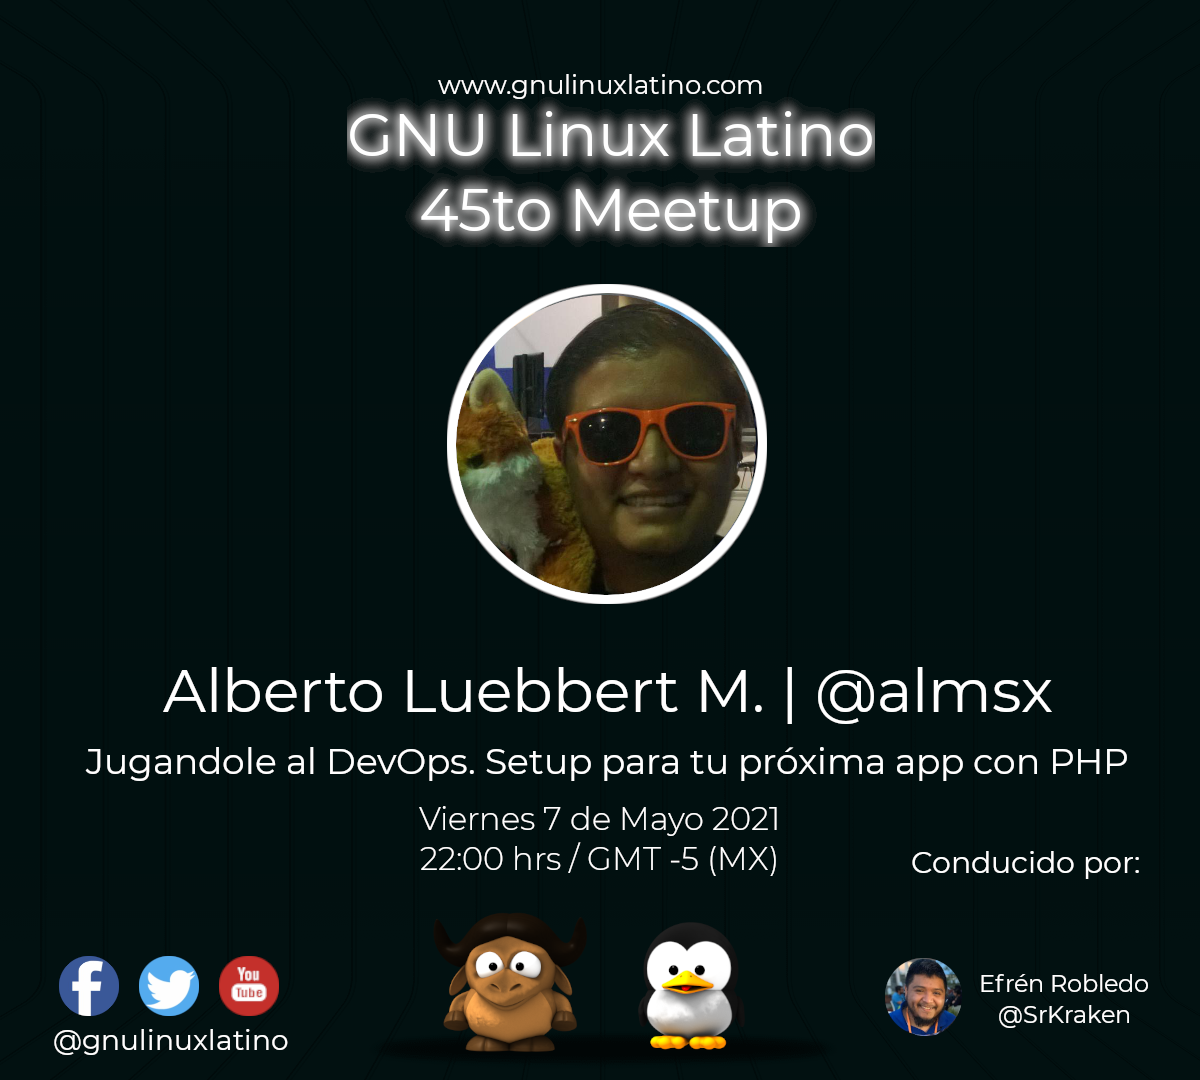 www.gnulinuxlatino.com
GNU Linux Latino
45to Meetup
Alberto Luebbert M. | @almsx
Jugandole al DevOps. Setup para tu próxima app con PHP
Viernes 7 de Mayo 2021
22:00 hrs / GMT -5 (MX)
Conducido por:
You
Tube
@gnulinuxlatino
Efrén Robledo
@SrKraken